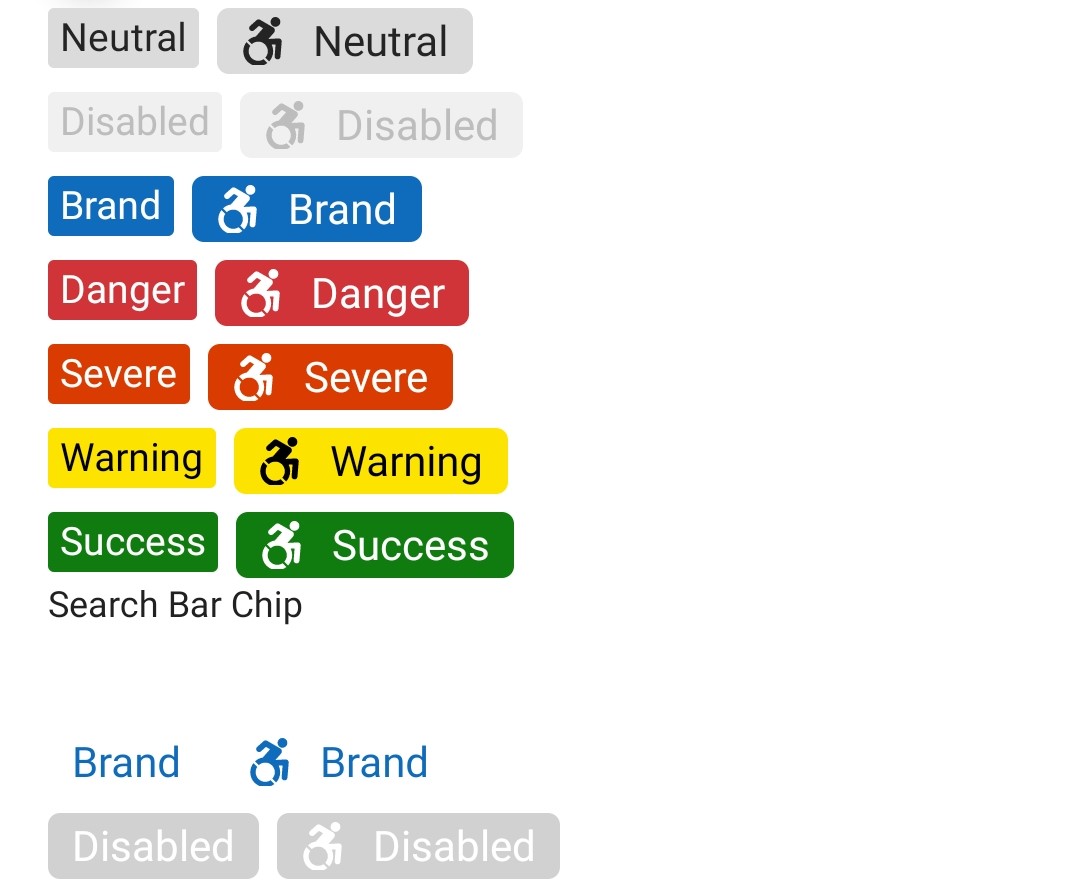 Neutral Neutral
Disabled Disabled
Brand Brand
Danger Danger
Severe Severe
Warning Warning
Success Success
Search Bar Chip
Brand Brand
Disabled Disabled